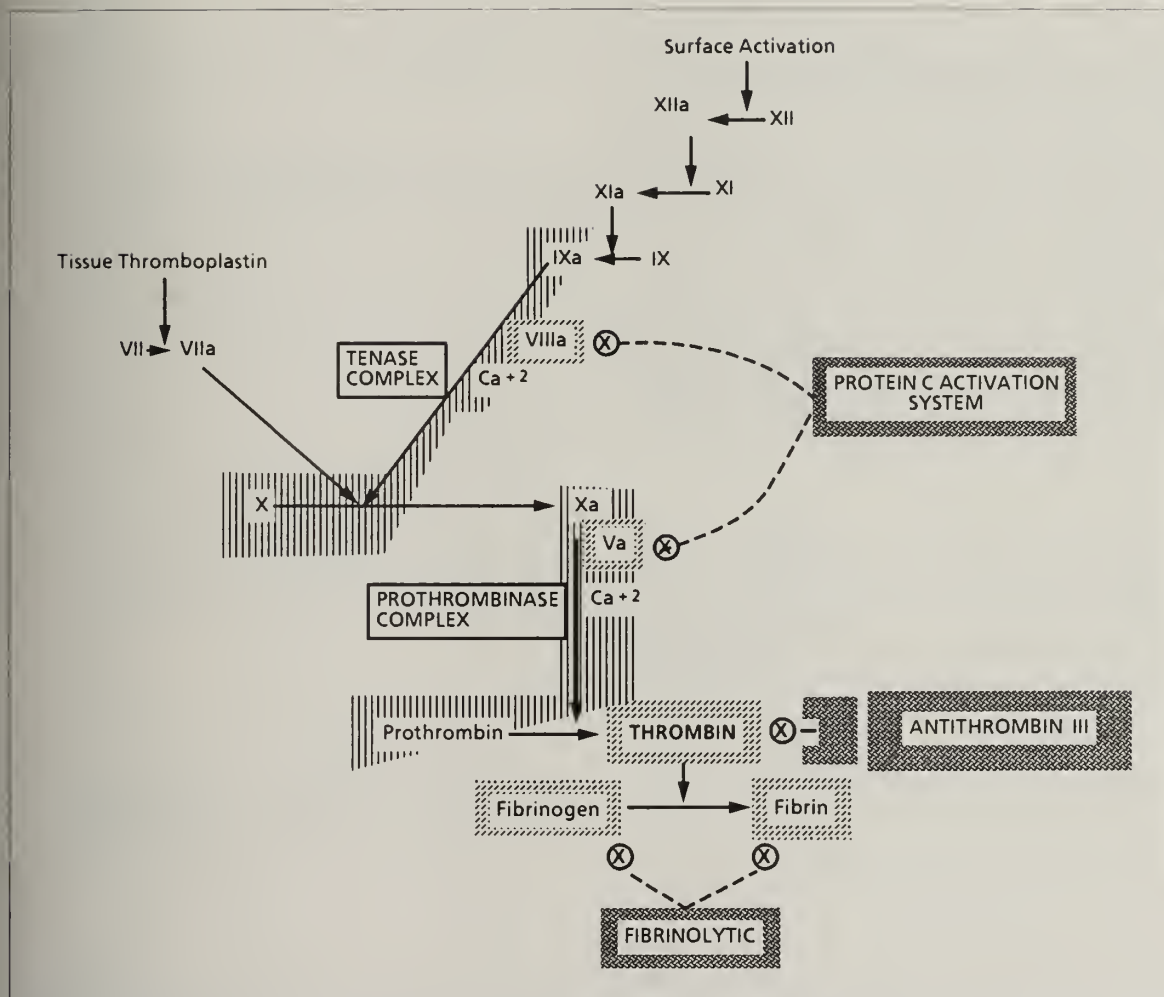 Surface Activation
XIIa
XII
XIa
XI
IXa
IX
Tissue Thromboplastin
VII
VIIa
VIIIa
X
TENASE
COMPLEX
Ca + 2
PROTEIN C ACTIVATION
SYSTEM
X
Xa
Va
X
PROTHROMBINASE
COMPLEX
Ca + 2
Prothrombin
THROMBIN
X
ANTITHROMBIN III
Fibrinogen
Fibrin
X
X
FIBRINOLYTIC